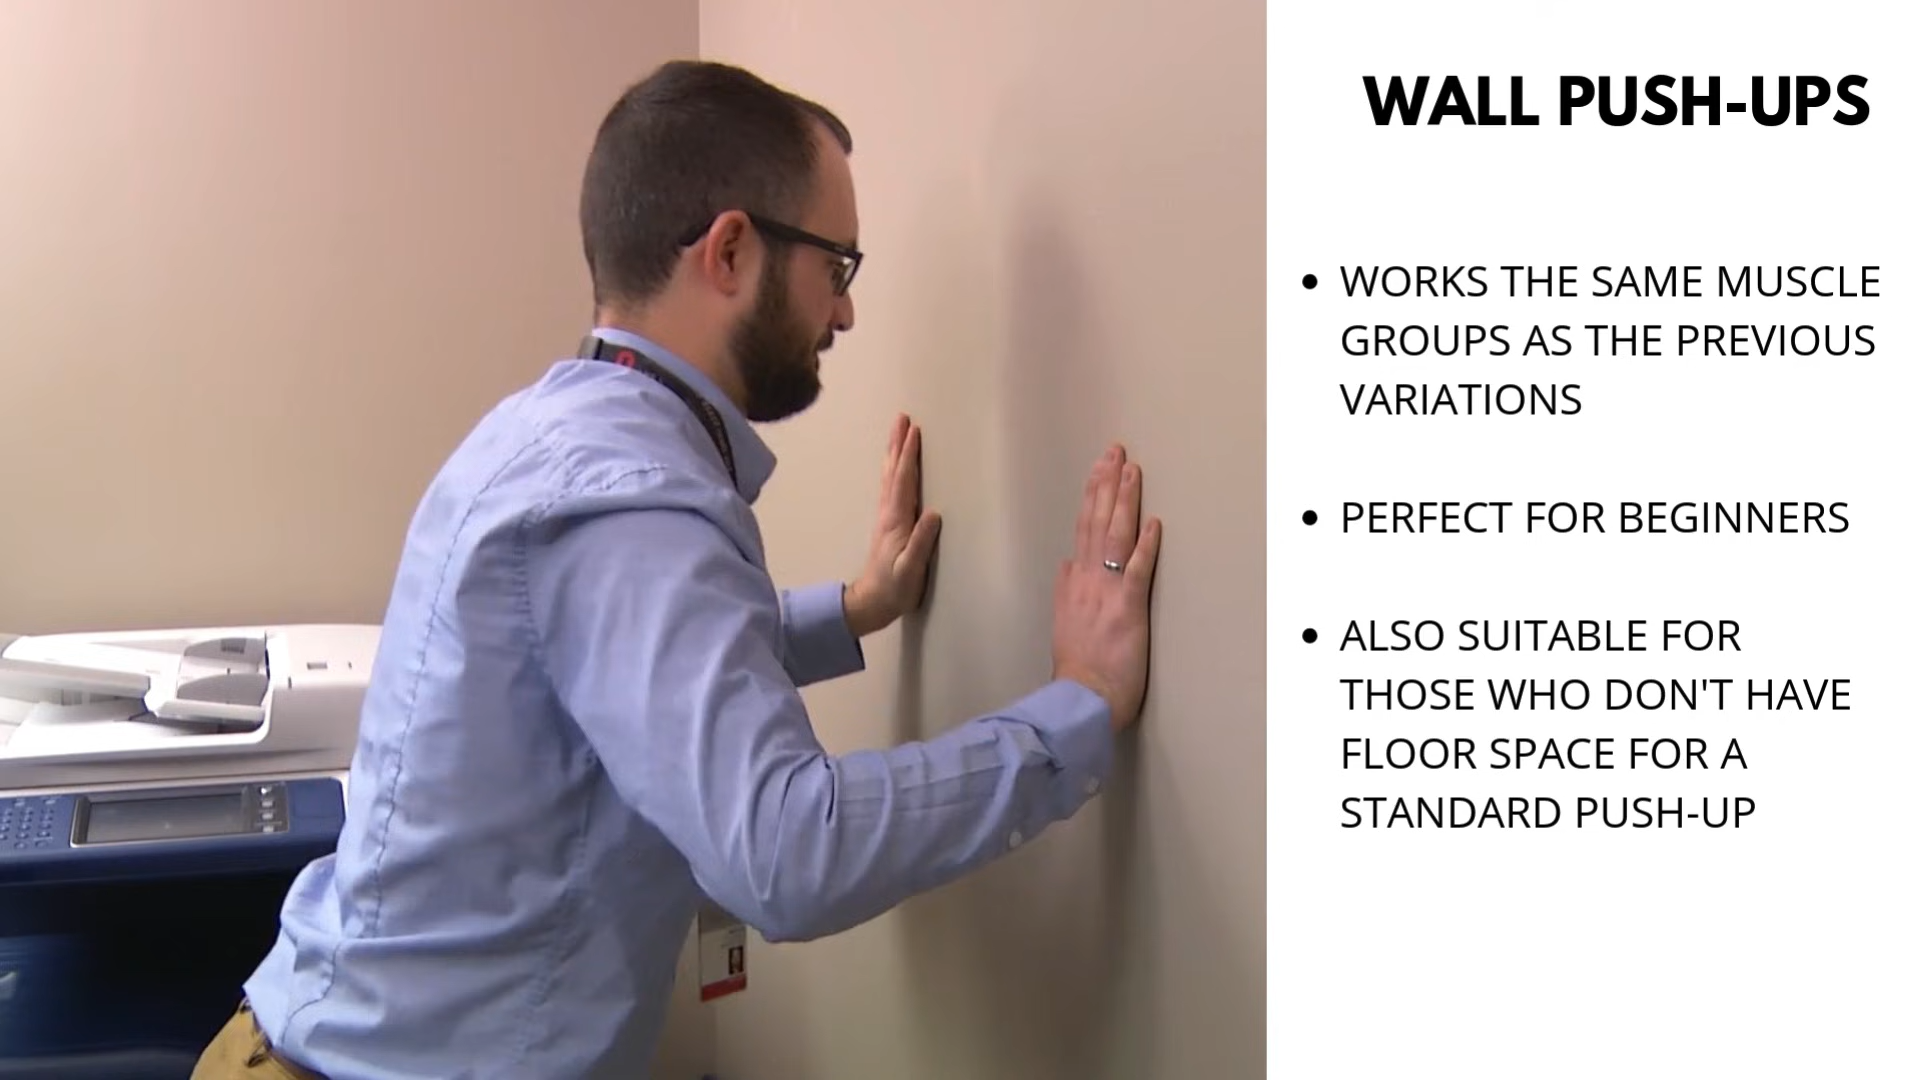 WALL PUSH-UPS
• WORKS THE SAME MUSCLE
GROUPS AS THE PREVIOUS
VARIATIONS
• PERFECT FOR BEGINNERS
• ALSO SUITABLE FOR
THOSE WHO DON'T HAVE
FLOOR SPACE FOR A
STANDARD PUSH-UP